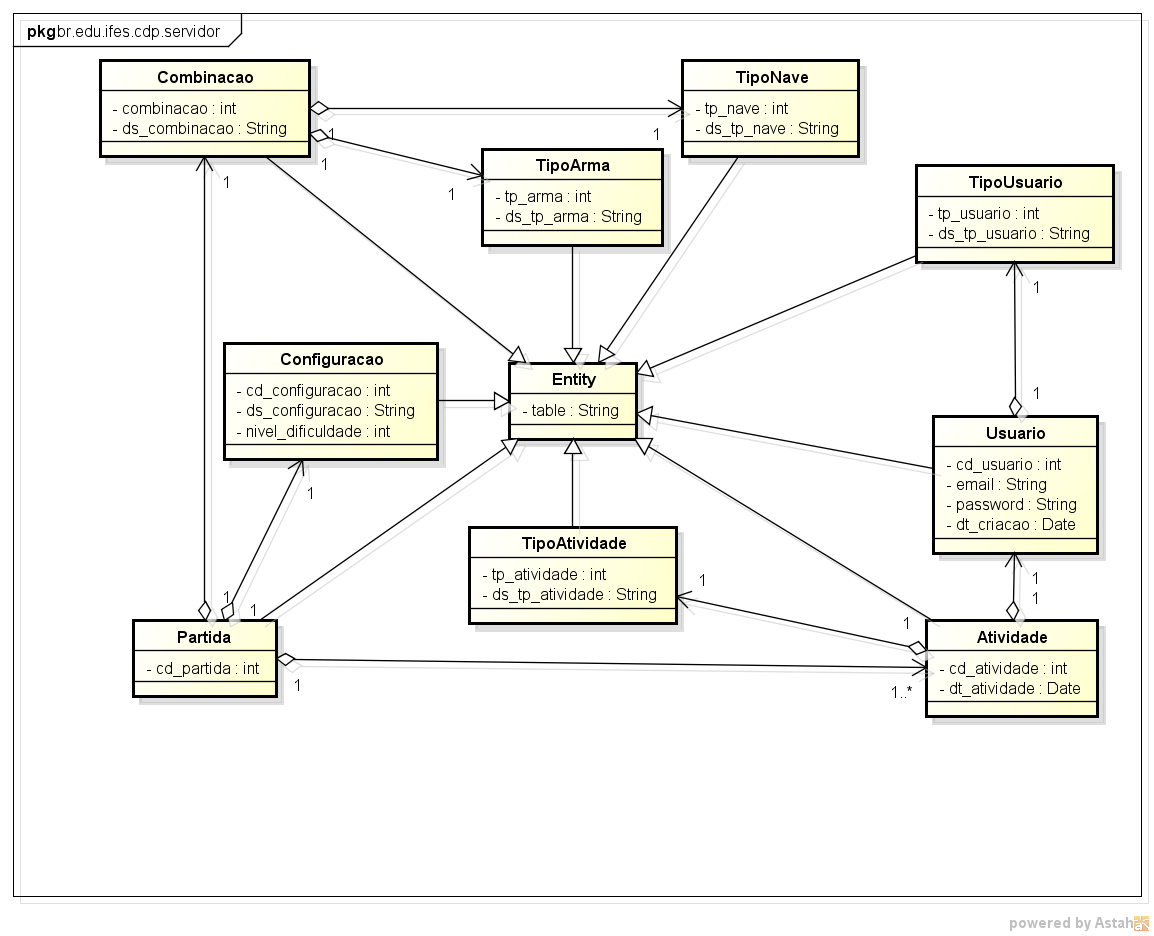 pkg br.edu.ifes.cdp.servidor
Combinacao
- combinacao : int
- ds_combinacao : String
TipoNave
- tp_nave : int
- ds_tp_nave : String
1
1
1
1
1
TipoArma
- tp_arma : int
- ds_tp_arma : String
TipoUsuario
- tp_usuario : int
- ds_tp_usuario : String
1
1
Configuracao
- cd_configuracao : int
- ds_configuracao : String
- nivel_dificuldade : int
1
Entity
- table : String
Usuario
- cd_usuario : int
- email : String
- password : String
- dt_criacao : Date
1
1
TipoAtividade
- tp_atividade : int
- ds_tp_atividade : String
1
1
1
1
Partida
- cd_partida : int
1
1..*
Atividade
- cd_atividade : int
- dt_atividade : Date
powered by Astah